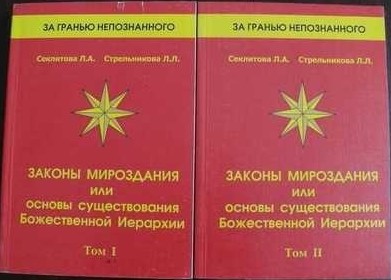 ЗА ГРАНЬЮ НЕПОЗНАННОГО
Секлитова Л.А. Стрельникова Л.Л.
ЗАКОНЫ МИРОЗДАНИЯ
или
основы существования
Божественной Иерархии
Том I
ЗА ГРАНЬЮ НЕПОЗНАННОГО
Секлитова Л.А. Стрельникова Л.Л.
ЗАКОНЫ МИРОЗДАНИЯ
или
основы существования
Божественной Иерархии
Том II